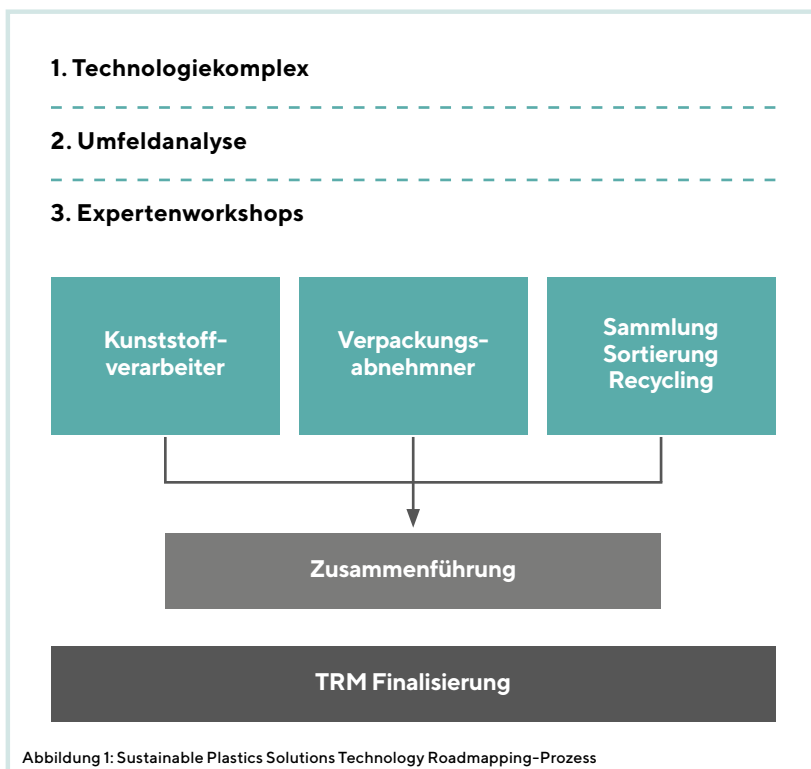 1. Technologiekomplex
2. Umfeldanalyse
3. Expertenworkshops
Kunststoff-
verarbeiter
Verpackungs-
abnehmner
Sammlung
Sortierung
Recycling
Zusammenführung
TRM Finalisierung
Abbildung 1: Sustainable Plastics Solutions Technology Roadmapping-Prozess